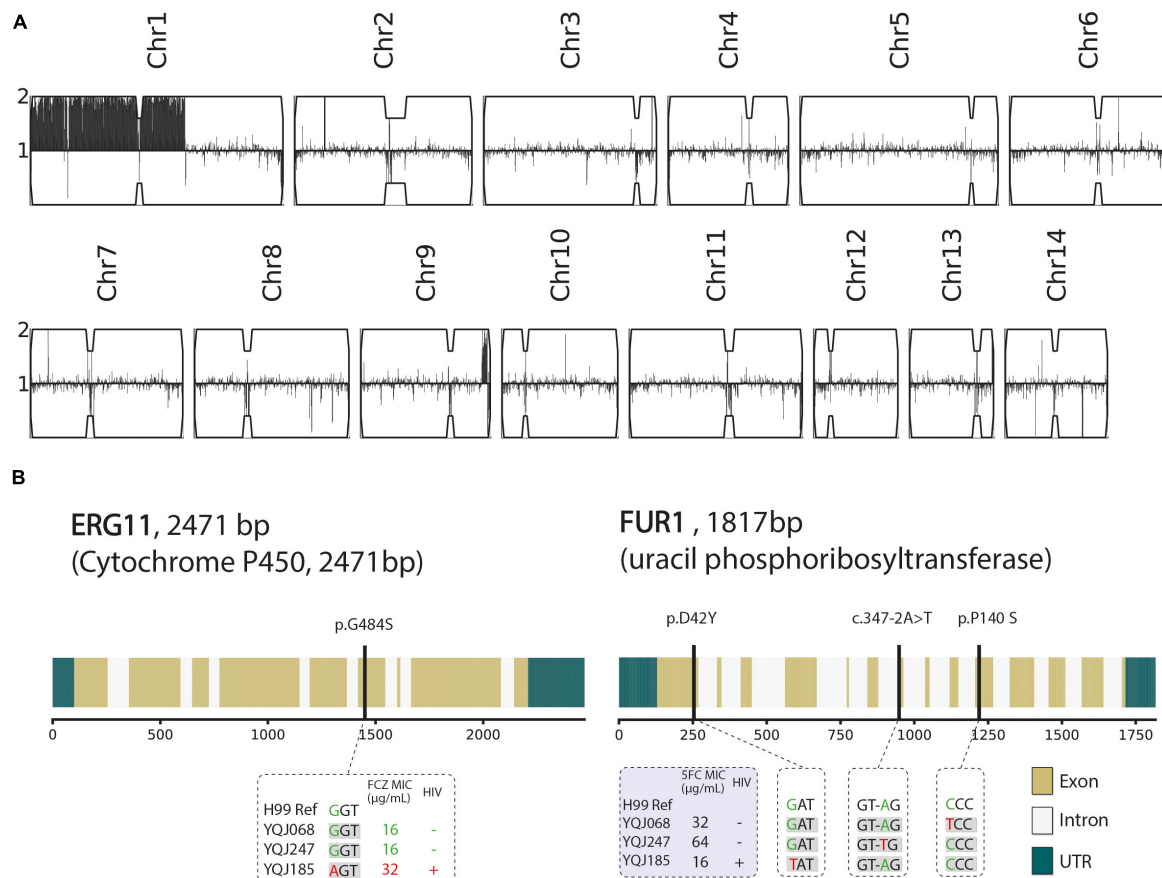 A
Chr1 Chr2 Chr3 Chr4 Chr5 Chr6
2
1
Chr7 Chr8 Chr9 Chr10 Chr11 Chr12 Chr13 Chr14
2
1
B
ERG11, 2471 bp
(Cytochrome P450, 2471bp)
p.G484S
0 500 1000 1500 2000
FCZ MIC HIV
(µg/mL)
H99 Ref GGT
YQJ068 GGT 16 -
YQJ247 GGT 16 -
YQJ185 AGT 32 +
FUR1 , 1817bp
(uracil phosphoribosyltransferase)
p.D42Y c.347-2A>T p.P140 S
0 250 500 750 1000 1250 1500 1750
5FC MIC HIV
(µg/mL)
H99 Ref GAT GT-AG CCC
YQJ068 32 - GAT GT-AG TCC
YQJ247 64 - GAT GT-TG CCC
YQJ185 16 + TAT GT-AG CCC
Exon
Intron
UTR